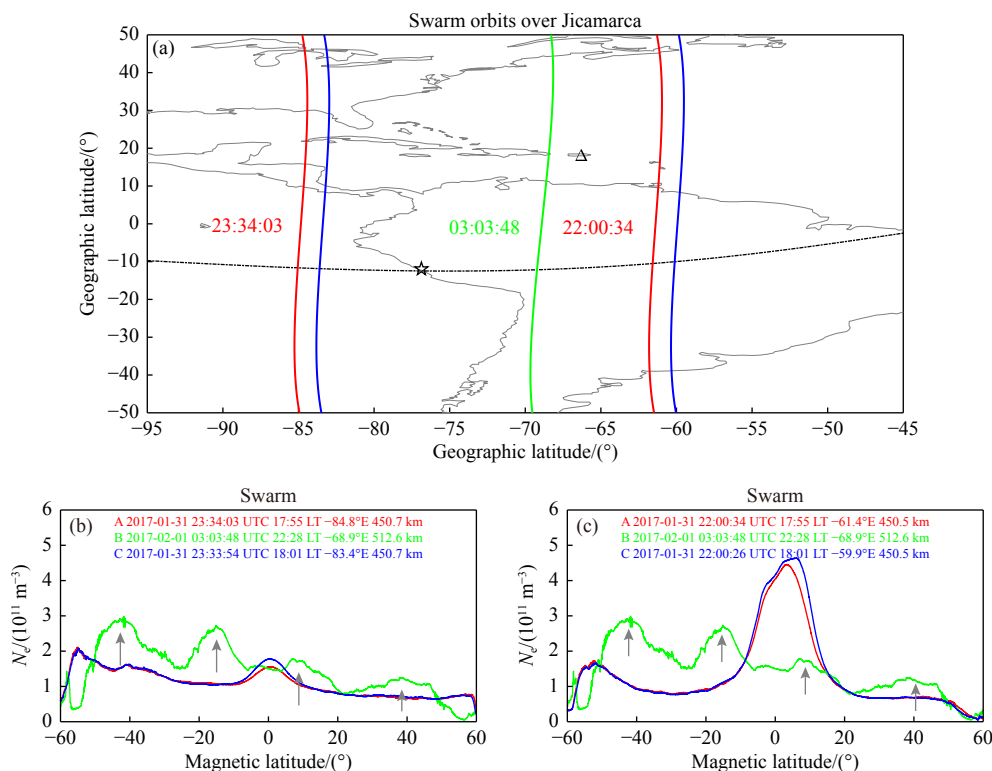 Swarm orbits over Jicamarca
(a)
50
40
30
20
10
0
−10
−20
−30
−40
−50
Geographic latitude/(°)
23:34:03
03:03:48
22:00:34
−95
−90
−85
−80
−75
−70
−65
−60
−55
−50
−45
Geographic latitude/(°)
Swarm
(b)
A 2017-01-31 23:34:03 UTC 17:55 LT −84.8°E 450.7 km
B 2017-02-01 03:03:48 UTC 22:28 LT −68.9°E 512.6 km
C 2017-01-31 23:33:54 UTC 18:01 LT −83.4°E 450.7 km
6
5
4
3
2
1
0
Ne/(10¹¹ m⁻³)
−60
−40
−20
0
20
40
60
Magnetic latitude/(°)
Swarm
(c)
A 2017-01-31 22:00:34 UTC 17:55 LT −61.4°E 450.5 km
B 2017-02-01 03:03:48 UTC 22:28 LT −68.9°E 512.6 km
C 2017-01-31 22:00:26 UTC 18:01 LT −59.9°E 450.5 km
6
5
4
3
2
1
0
Ne/(10¹¹ m⁻³)
−60
−40
−20
0
20
40
60
Magnetic latitude/(°)